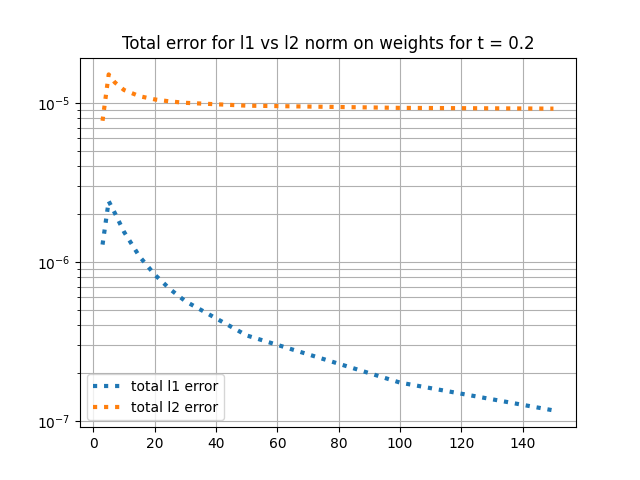 Total error for l1 vs l2 norm on weights for t = 0.2
10⁻⁵
10⁻⁶
10⁻⁷
total l1 error
total l2 error
0 20 40 60 80 100 120 140